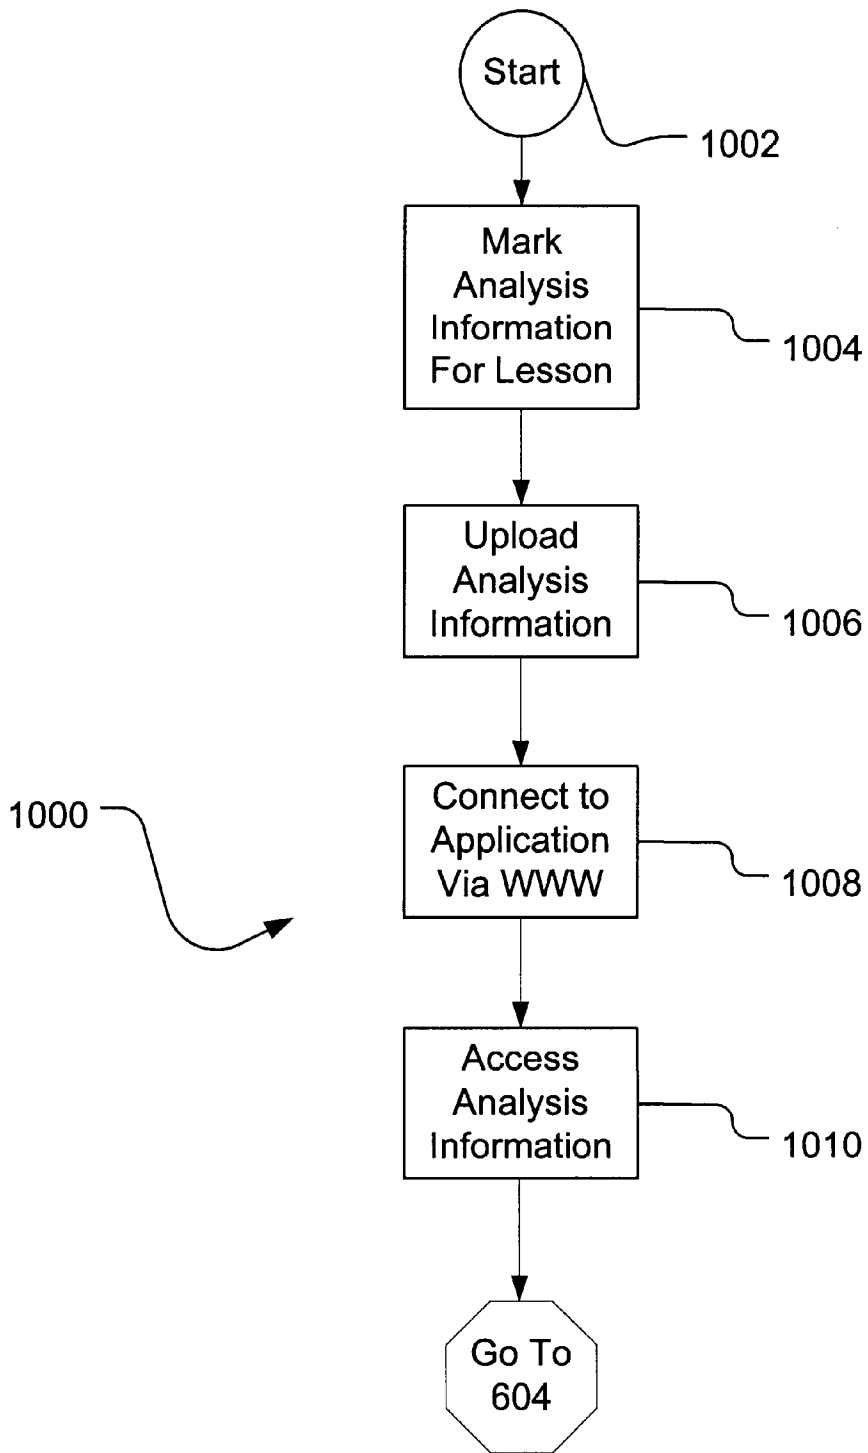 Start
1002
Mark
Analysis
Information
For Lesson
1004
Upload
Analysis
Information
1006
Connect to
Application
Via WWW
1000
1008
Access
Analysis
Information
1010
Go To
604